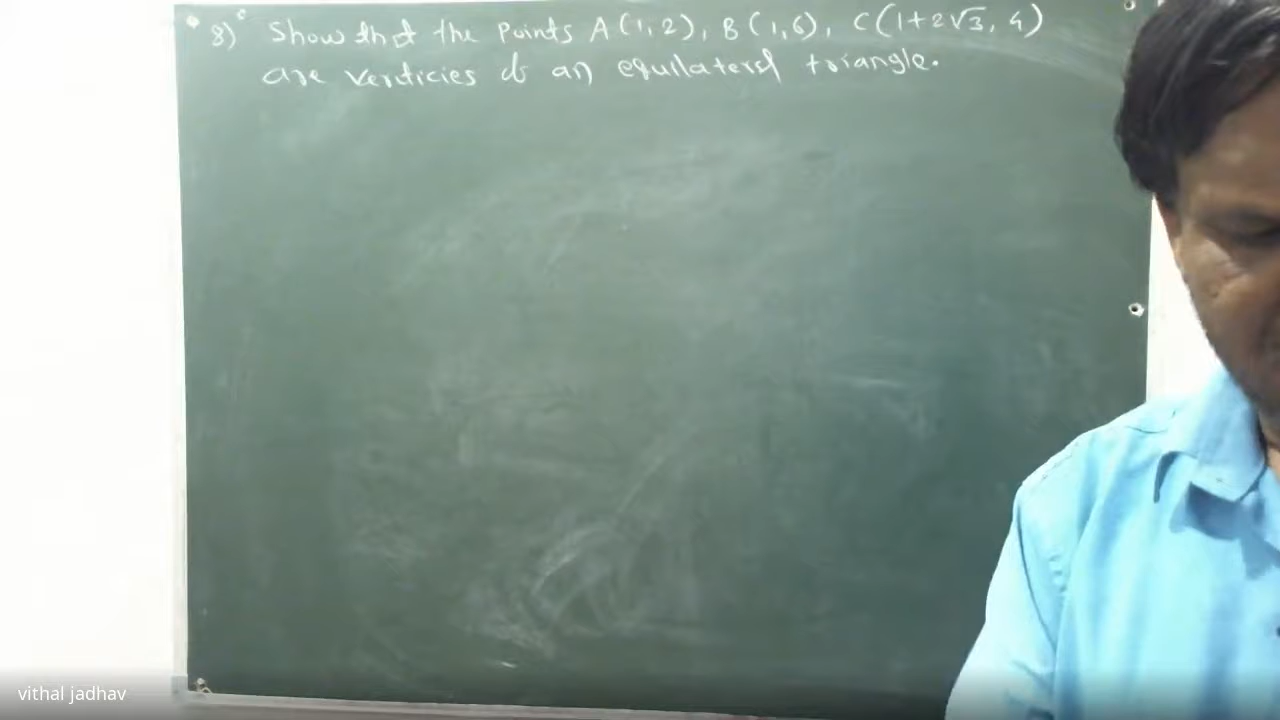 8) Show that the points A(1,2), B(1,6), C(1+2√3, 4)
are verticies of an equilateral triangle.
vithal jadhav